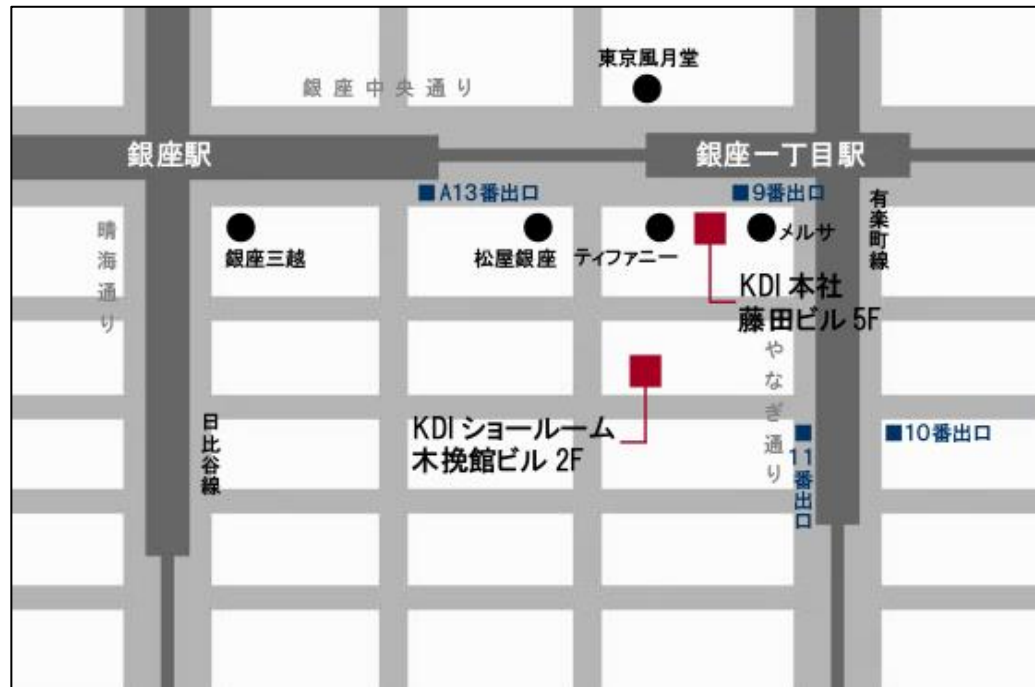 東京風月堂
銀座中央通り
銀座駅
銀座一丁目駅
■A13番出口
■9番出口
有楽町線
晴海通り
銀座三越
松屋銀座
ティファニー
メルサ
KDI 本社
藤田ビル 5F
やなぎ通り
KDI ショールーム
木挽館ビル 2F
日比谷線
■11番出口
■10番出口